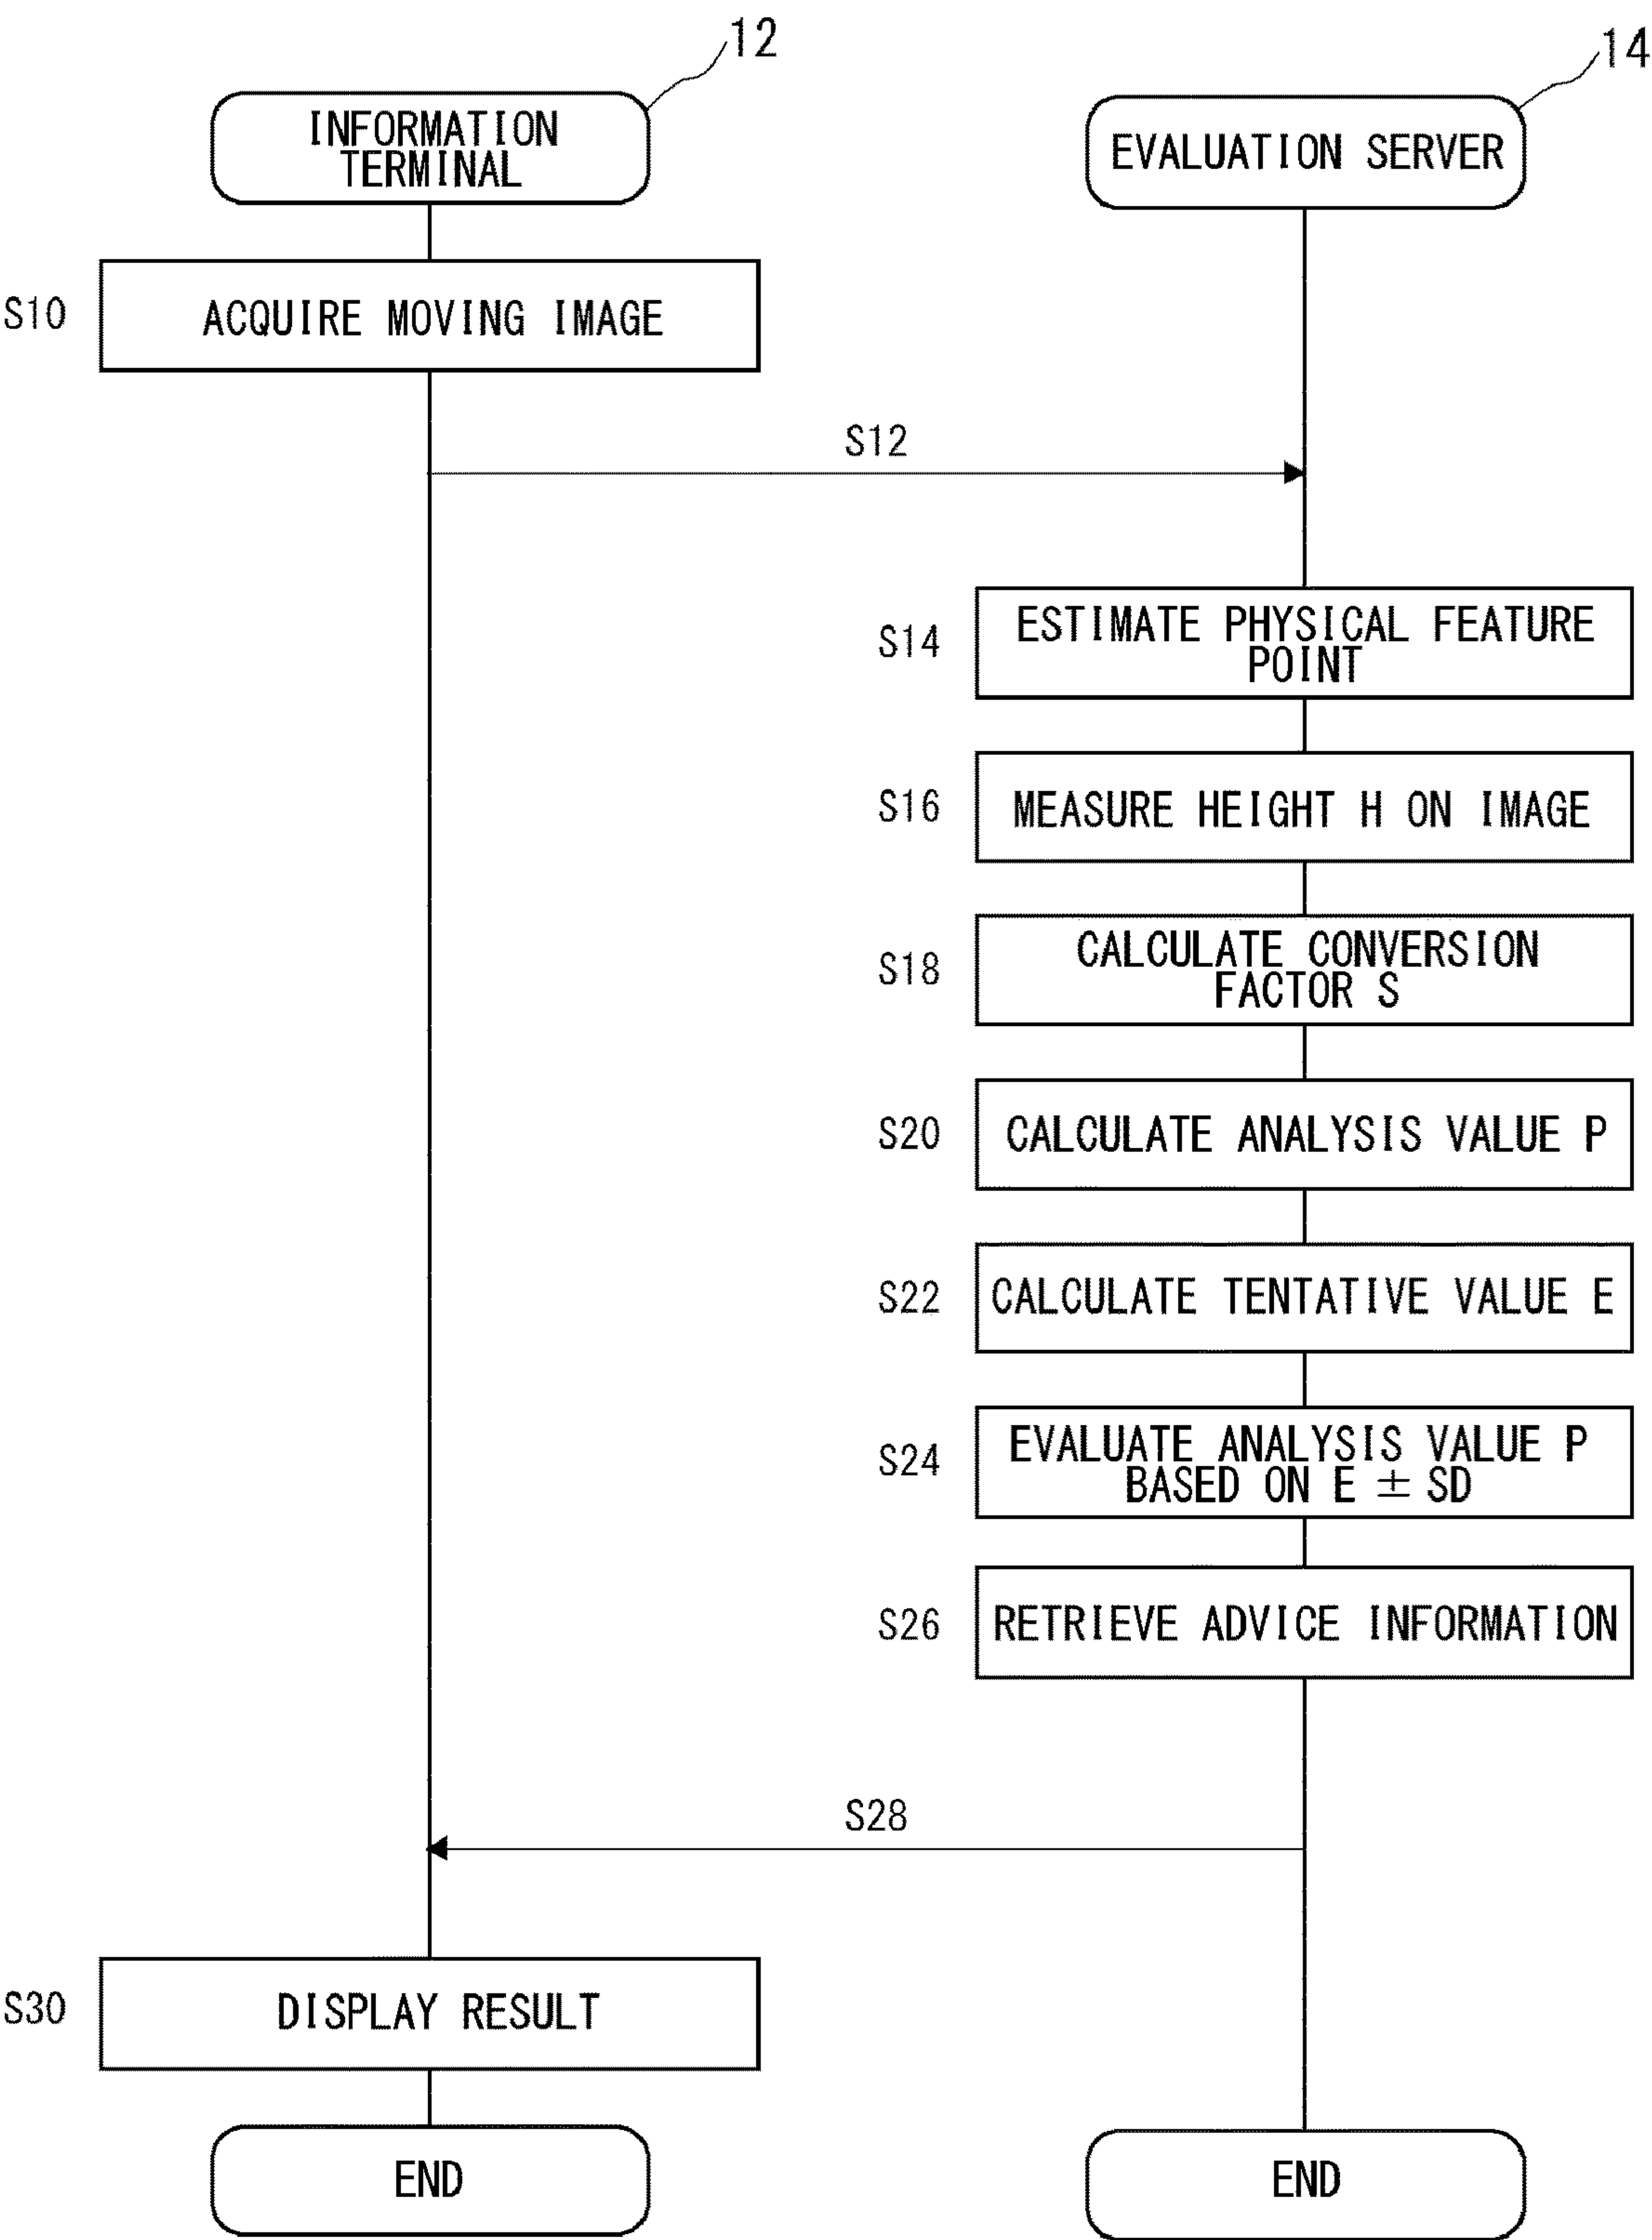 12
14
INFORMATION
TERMINAL
EVALUATION SERVER
S10
ACQUIRE MOVING IMAGE
S12
S14
ESTIMATE PHYSICAL FEATURE
POINT
S16
MEASURE HEIGHT H ON IMAGE
S18
CALCULATE CONVERSION
FACTOR S
S20
CALCULATE ANALYSIS VALUE P
S22
CALCULATE TENTATIVE VALUE E
S24
EVALUATE ANALYSIS VALUE P
BASED ON E ± SD
S26
RETRIEVE ADVICE INFORMATION
S28
S30
DISPLAY RESULT
END
END